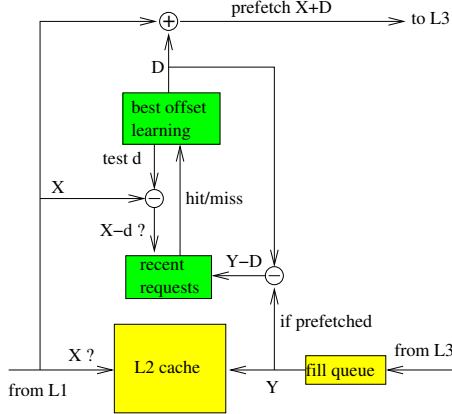 prefetch X+D
to L3
+
D
best offset
learning
test d
X
−
hit/miss
X−d ?
recent
requests
Y−D
−
if prefetched
X ?
L2 cache
from L3
fill queue
from L1
Y